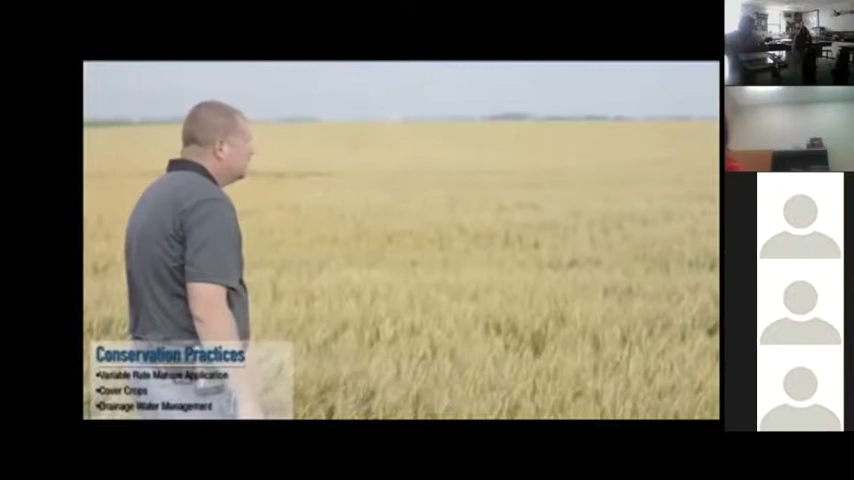 Conservation Practices
•Variable Rate Manure Application
•Cover Crops
•Drainage Water Management